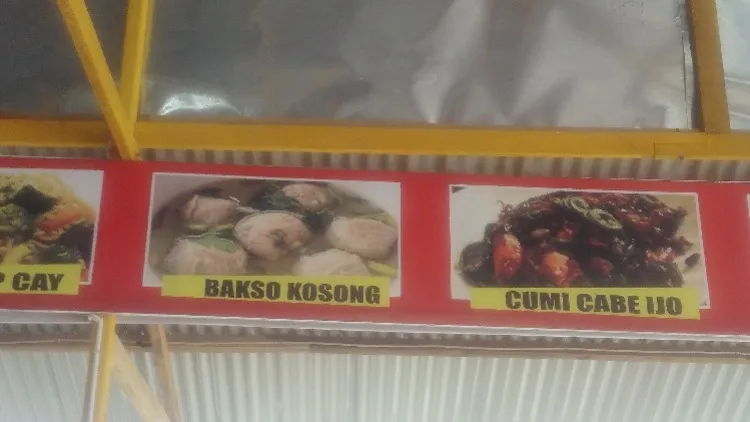 CAY
BAKSO KOSONG
CUMI CABE IJO